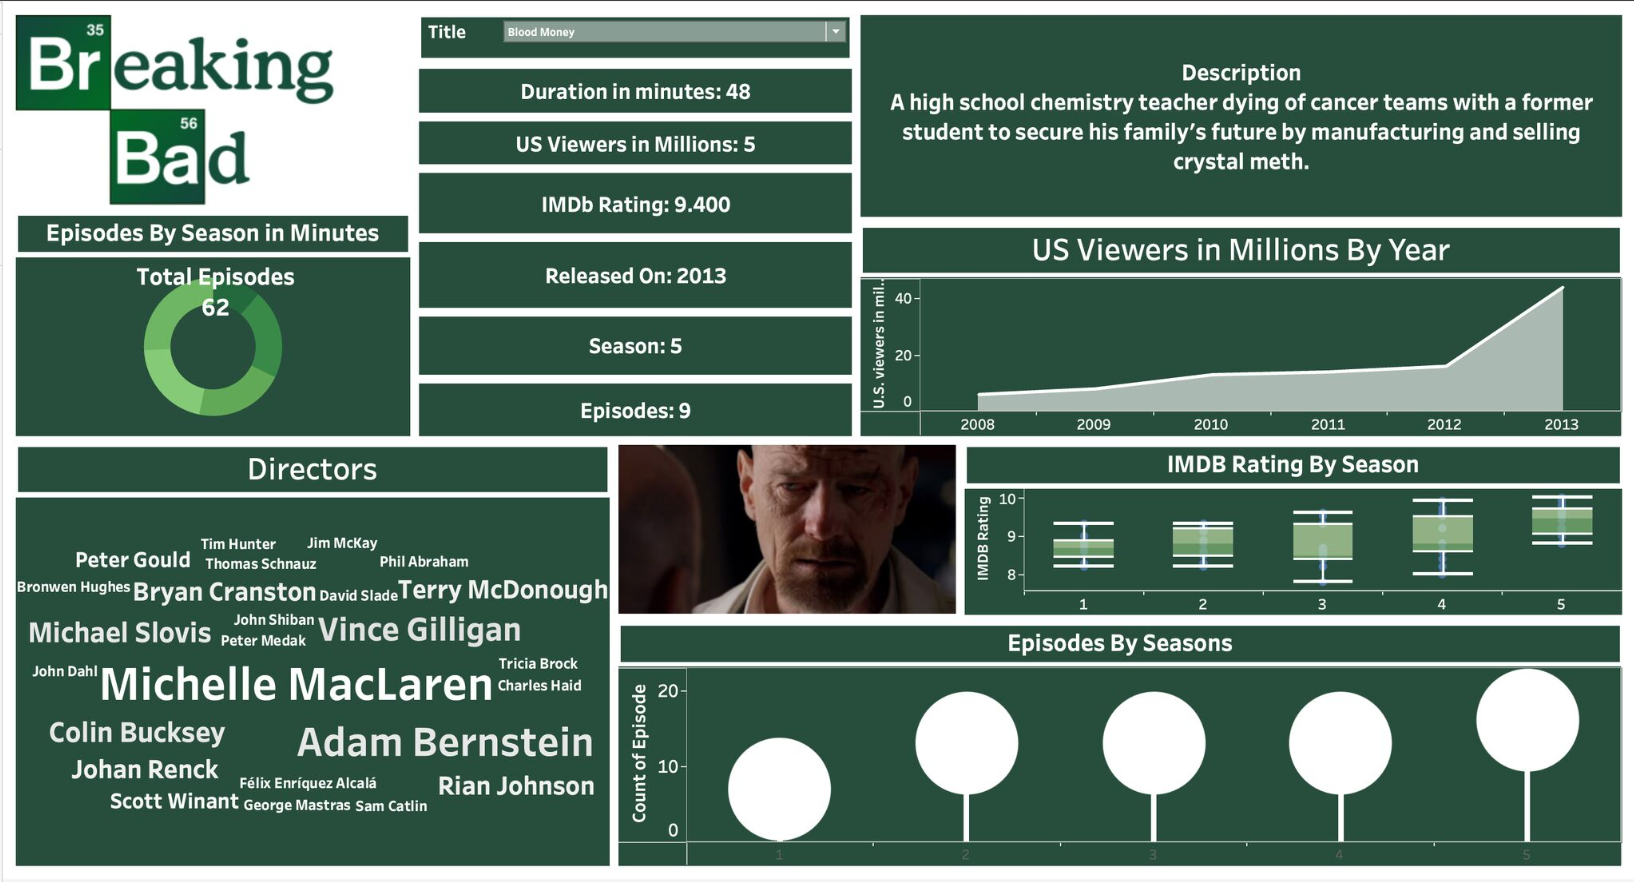 35
Breaking
56
Bad
Title
Blood Money
Duration in minutes: 48
US Viewers in Millions: 5
IMDb Rating: 9.400
Released On: 2013
Season: 5
Episodes: 9
Description
A high school chemistry teacher dying of cancer teams with a former
student to secure his family’s future by manufacturing and selling
crystal meth.
Episodes By Season in Minutes
Total Episodes
62
US Viewers in Millions By Year
U.S. viewers in mil..
40
20
0
2008 2009 2010 2011 2012 2013
Directors
Tim Hunter Jim McKay
Peter Gould Thomas Schnauz Phil Abraham
Bronwen Hughes Bryan Cranston David Slade Terry McDonough
John Shiban
Michael Slovis Peter Medak Vince Gilligan
Tricia Brock
John Dahl Michelle MacLaren Charles Haid
Colin Bucksey Adam Bernstein
Johan Renck Félix Enríquez Alcalá Rian Johnson
Scott Winant George Mastras Sam Catlin
IMDB Rating By Season
IMDB Rating
10
9
8
1 2 3 4 5
Episodes By Seasons
Count of Episode
20
10
0
1 2 3 4 5